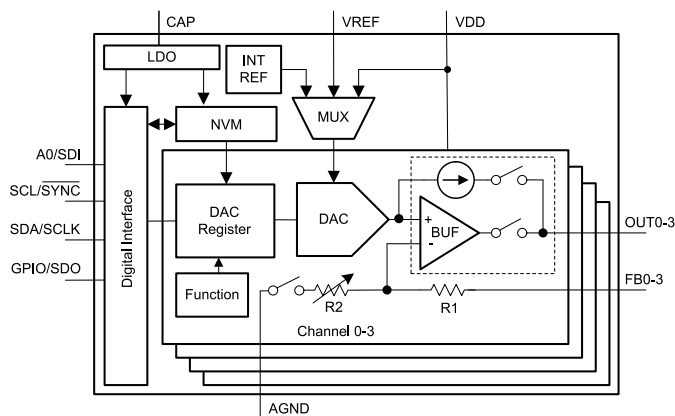 CAP
VREF
VDD
LDO
INT
REF
MUX
NVM
A0/SDI
SCL/SYNC
SDA/SCLK
GPIO/SDO
Digital Interface
DAC
Register
DAC
+
BUF
-
OUT0-3
Function
R2
R1
FB0-3
Channel 0-3
AGND